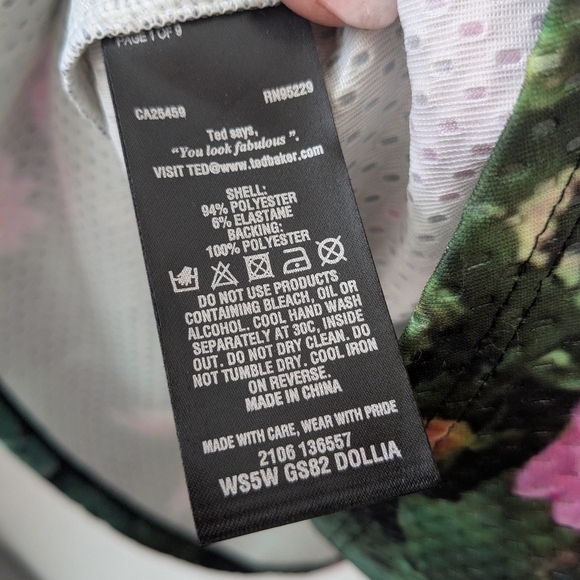 PAGE 1 OF 9
CA25459 RN95229
Ted says,
"You look fabulous".
VISIT TED@www.tedbaker.com
SHELL:
94% POLYESTER
6% ELASTANE
BACKING:
100% POLYESTER
DO NOT USE PRODUCTS
CONTAINING BLEACH, OIL OR
ALCOHOL. COOL HAND WASH
SEPARATELY AT 30C, INSIDE
OUT. DO NOT DRY CLEAN. DO
NOT TUMBLE DRY. COOL IRON
ON REVERSE.
MADE IN CHINA
MADE WITH CARE, WEAR WITH PRIDE
2106 136557
WS5W GS82 DOLLIA